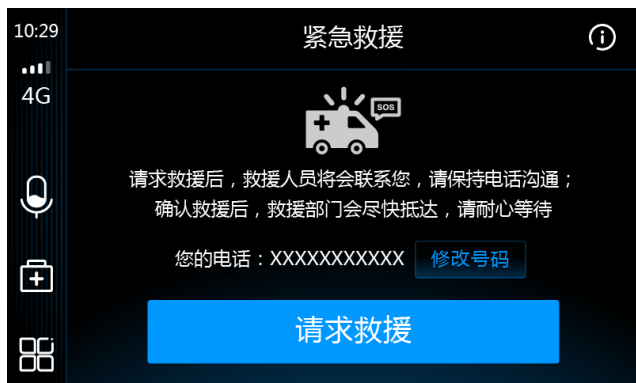 10:29
紧急救援
4G
SOS
请求救援后，救援人员将会联系您，请保持电话沟通；
确认救援后，救援部门会尽快抵达，请耐心等待
您的电话：XXXXXXXXXXX 修改号码
请求救援